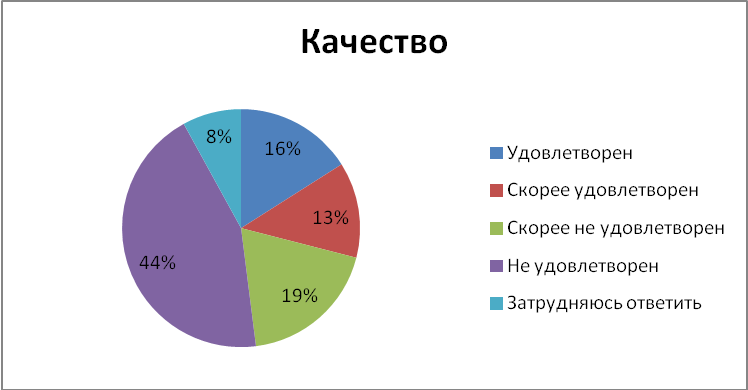 Качество
16%
13%
19%
44%
8%
Удовлетворен
Скорее удовлетворен
Скорее не удовлетворен
Не удовлетворен
Затрудняюсь ответить